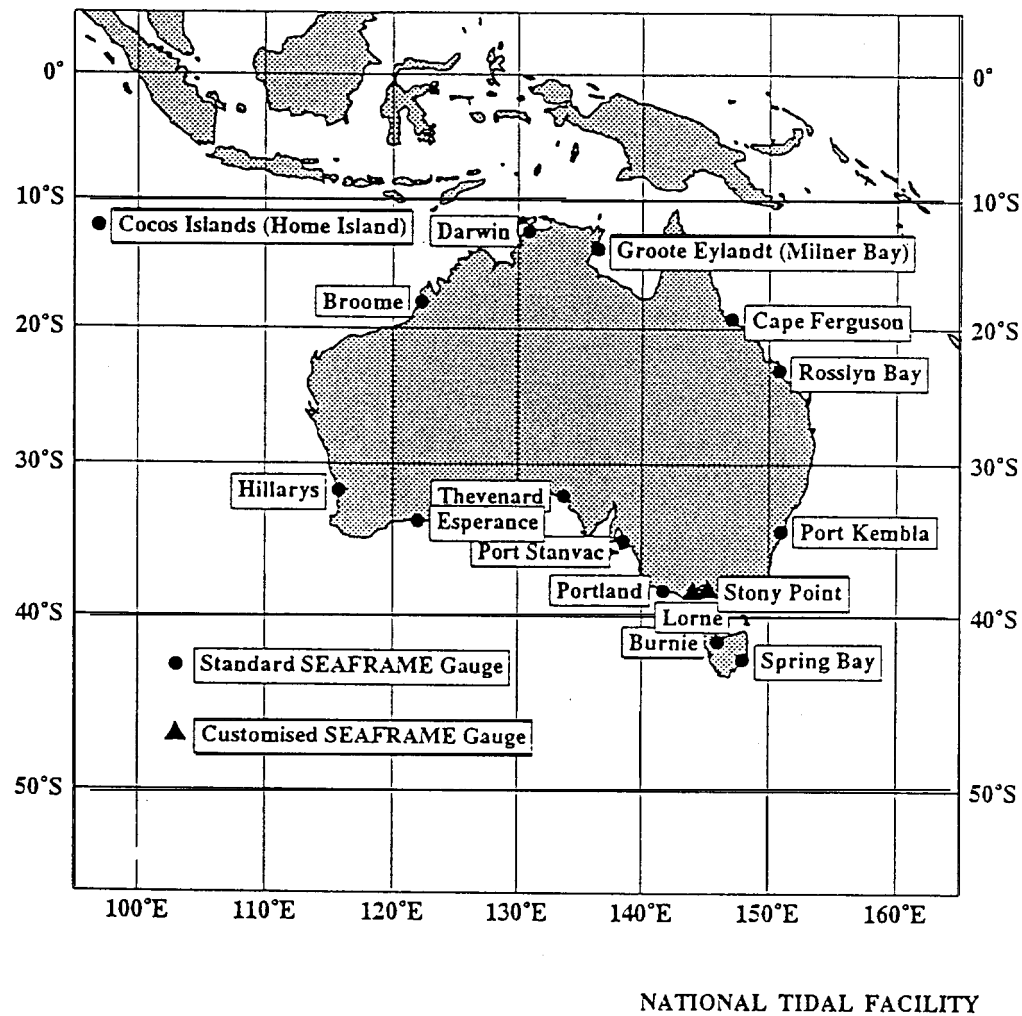 0° 0°
10°S 10°S
Cocos Islands (Home Island) Darwin
Groote Eylandt (Milner Bay)
Broome
20°S Cape Ferguson 20°S
Rosslyn Bay
30°S 30°S
Hillarys Thevenard
Esperance
Port Kembla
Port Stanvac
Portland Stony Point
40°S Lorne 40°S
Burnie
Spring Bay
Standard SEAFRAME Gauge
Customised SEAFRAME Gauge
50°S 50°S
100°E 110°E 120°E 130°E 140°E 150°E 160°E
NATIONAL TIDAL FACILITY